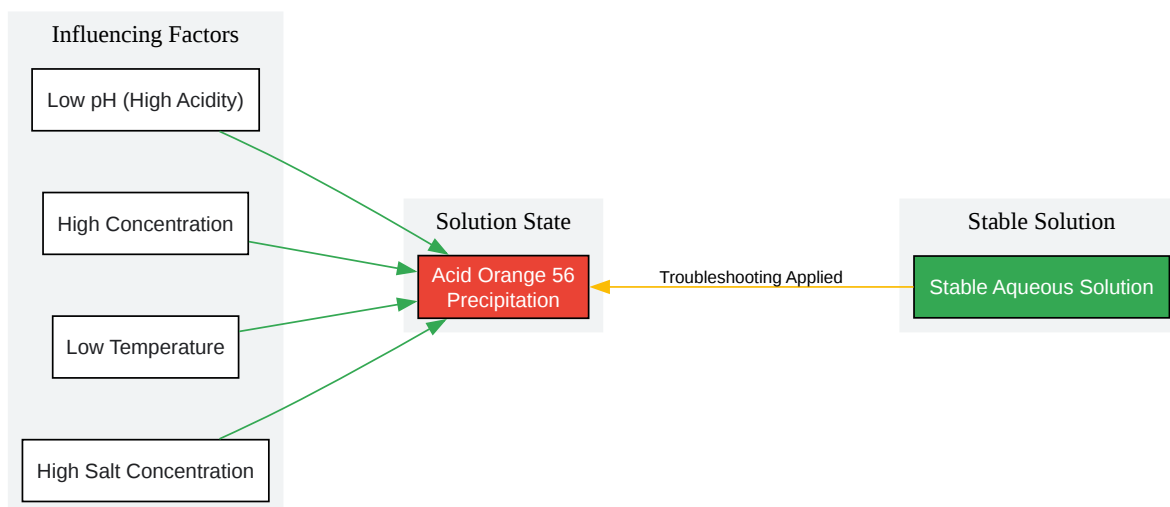 Influencing Factors
Low pH (High Acidity)
High Concentration
Low Temperature
High Salt Concentration
Solution State
Acid Orange 56
Precipitation
Troubleshooting Applied
Stable Solution
Stable Aqueous Solution